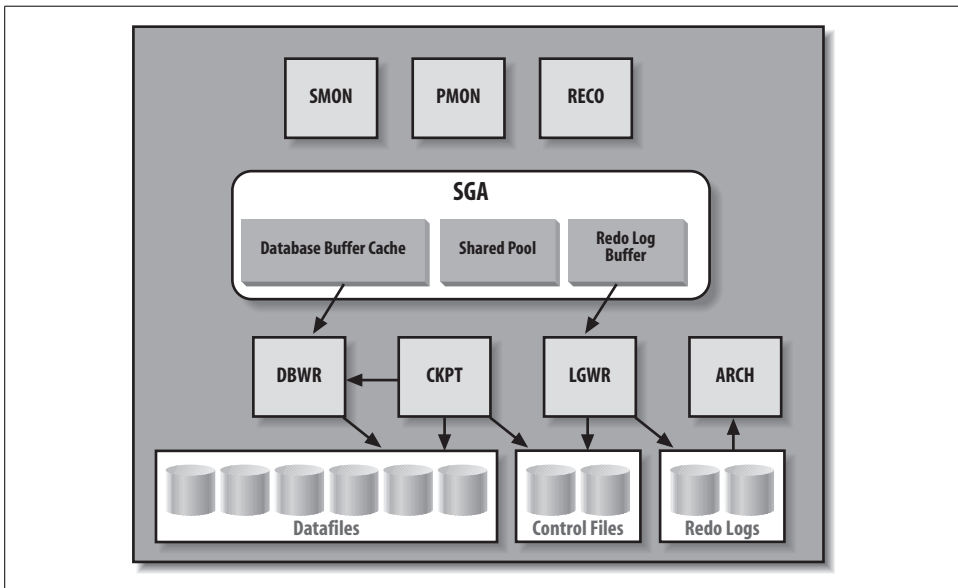 SMON
PMON
RECO
SGA
Database Buffer Cache
Shared Pool
Redo Log
Buffer
DBWR
CKPT
LGWR
ARCH
Datafiles
Control Files
Redo Logs